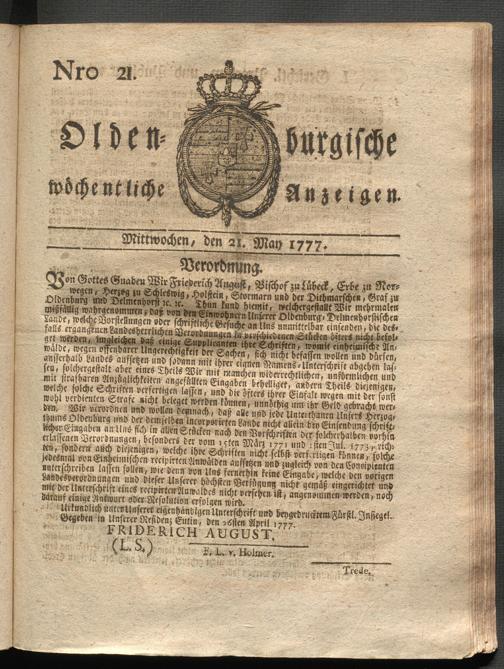 Nro 21.
Olden- burgische
wöchentliche Anzeigen.
Mittwochen, den 21. May 1777.
Verordnung.
Von Gottes Gnaden Wir Friederich August, Bischof zu Lübeck, Erbe zu Nor-
wegen, Herzog zu Schleswig, Holstein, Stormarn und der Dithmarschen, Graf zu
Oldenburg und Delmenhorst ꝛc. ꝛc. Thun kund hiemit, welchergestalt Wir mehrmalen
mißfällig wahrgenommen, daß von den Einwohnern Unserer Oldenburg-Delmenhorstischen
Lande, welche Vorstellungen oder schriftliche Gesuche an Uns unmittelbar einsenden, die des-
falls ergangenen Landesherrlichen Verordnungen in verschiedenen Stücken öfters nicht befol-
get werden, imgleichen daß einige Supplicanten ihre Schriften, womit einheimische An-
wälde, wegen offenbarer Ungerechtigkeit der Sachen, sich nicht befassen wollen und dürfen,
ausserhalb Landes aufsetzen und sodann mit ihrer eignen Namens-Unterschrift abgehen las-
sen, solchergestalt aber eines Theils Wir mit manchen widerrechtlichen, unförmlichen und
mit strafbaren Anzüglichkeiten angefüllten Eingaben behelliget, andern Theils diejenigen,
welche solche Schriften verfertigen lassen, und die öfters ihrer Einfalt wegen mit der sonst
wohl verdienten Strafe nicht beleget werden können, unnöthig um ihr Geld gebracht wer-
den. Wir verordnen und wollen demnach, daß alle und jede Unterthanen Unsers Herzog-
thums Oldenburg und der demselben incorporirten Lande nicht allein bey Einsendung schrift-
licher Eingaben an Uns sich in allen Stücken nach den Vorschriften der solcherhalben vorhin
erlassenen Verordnungen, besonders der vom 15ten März 1771 und 1sten Jul. 1773, rich-
ten, sondern auch diejenigen, welche ihre Schriften nicht selbst verfertigen können, solche
jedesmal von Einheimischen recipirten Anwälden aufsetzen und zugleich von den Concipienten
unterschreiben lassen sollen, wie denn von Uns fernerhin keine Eingabe, welche den vorigen
Landesverordnungen und dieser Unserer höchsten Verfügung nicht gemäß eingerichtet und
mit der Unterschrift eines recipirten Anwaldes nicht versehen ist, angenommen werden, noch
darauf einige Antwort oder Resolution erfolgen wird.
Urkundlich unter Unserer eigenhändigen Unterschrift und beygedrucktem Fürstl. Insiegel.
Gegeben in Unserer Residenz Eutin, den 26sten April 1777.
FRIDERICH AUGUST.
(L. S.)
F. L. v. Holmer.
Trede.